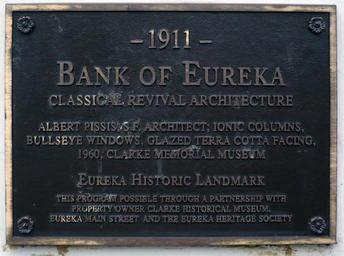 – 1911 –
BANK OF EUREKA
CLASSICAL REVIVAL ARCHITECTURE
ALBERT PISSIS, S.F. ARCHITECT; IONIC COLUMNS,
BULLSEYE WINDOWS, GLAZED TERRA COTTA FACING,
1960, CLARKE MEMORIAL MUSEUM
EUREKA HISTORIC LANDMARK
THIS PROGRAM POSSIBLE THROUGH A PARTNERSHIP WITH
PROPERTY OWNER CLARKE HISTORICAL MUSEUM,
EUREKA MAIN STREET AND THE EUREKA HERITAGE SOCIETY